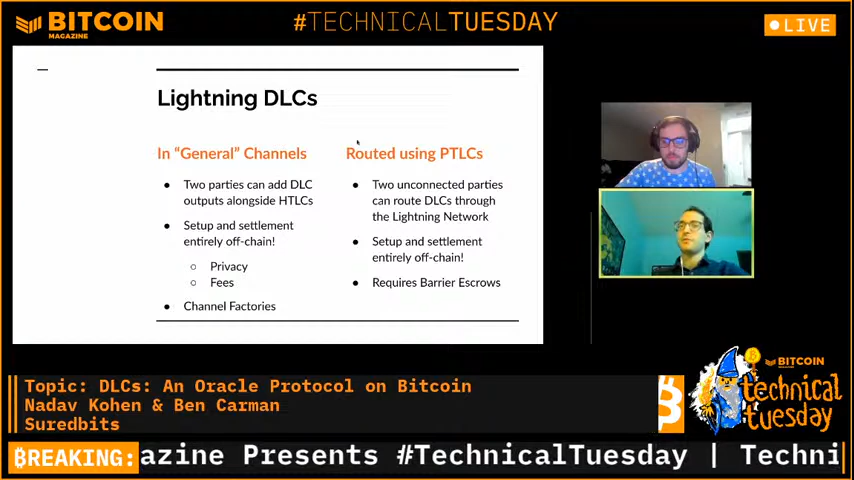 BITCOIN
MAGAZINE
#TECHNICALTUESDAY
LIVE
Lightning DLCs
In "General" Channels
Two parties can add DLC
outputs alongside HTLCs
Setup and settlement
entirely off-chain!
Privacy
Fees
Channel Factories
Routed using PTLCs
Two unconnected parties
can route DLCs through
the Lightning Network
Setup and settlement
entirely off-chain!
Requires Barrier Escrows
Topic: DLCs: An Oracle Protocol on Bitcoin
Nadav Kohen & Ben Carman
Suredbits
BITCOIN
MAGAZINE
technical
tuesday
₿REAKING:
azine Presents #TechnicalTuesday | Techni